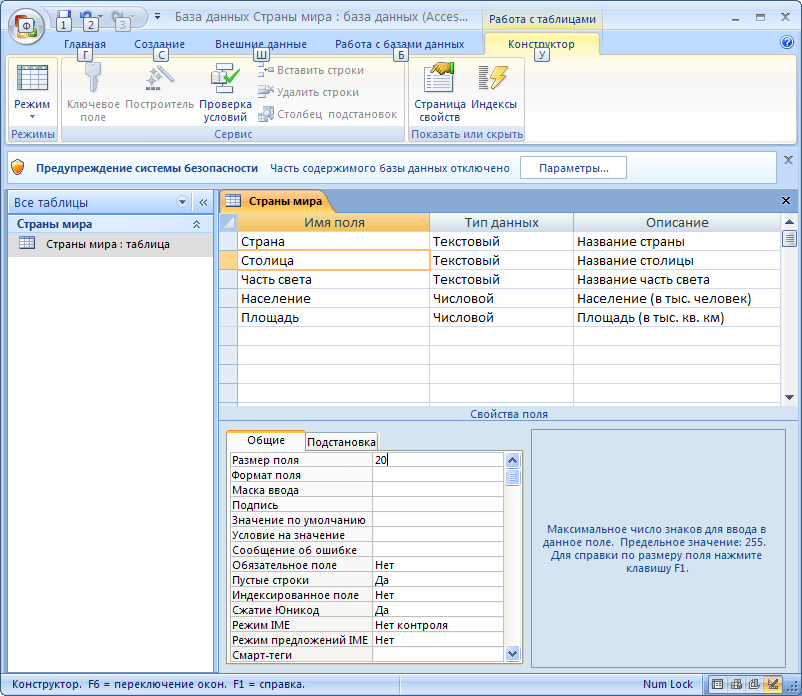 База данных Страны мира : база данных (Acces...
Работа с таблицами
1 2 3
Главная Создание Внешние данные Работа с базами данных Конструктор
Ф Г С Ш Б У
Режим
Режимы
Ключевое поле
Построитель
Проверка условий
Вставить строки
Удалить строки
Столбец подстановок
Сервис
Страница свойств
Индексы
Показать или скрыть
Предупреждение системы безопасности Часть содержимого базы данных отключено Параметры...
Все таблицы
Страны мира
Страны мира : таблица
Страны мира
Имя поля Тип данных Описание
Страна Текстовый Название страны
Столица Текстовый Название столицы
Часть света Текстовый Название часть света
Население Числовой Население (в тыс. человек)
Площадь Числовой Площадь (в тыс. кв. км)
Свойства поля
Общие Подстановка
Размер поля 20
Формат поля
Маска ввода
Подпись
Значение по умолчанию
Условие на значение
Сообщение об ошибке
Обязательное поле Нет
Пустые строки Да
Индексированное поле Нет
Сжатие Юникод Да
Режим IME Нет контроля
Режим предложений IME Нет
Смарт-теги
Максимальное число знаков для ввода в
данное поле. Предельное значение: 255.
Для справки по размеру поля нажмите
клавишу F1.
Конструктор. F6 = переключение окон. F1 = справка. Num Lock